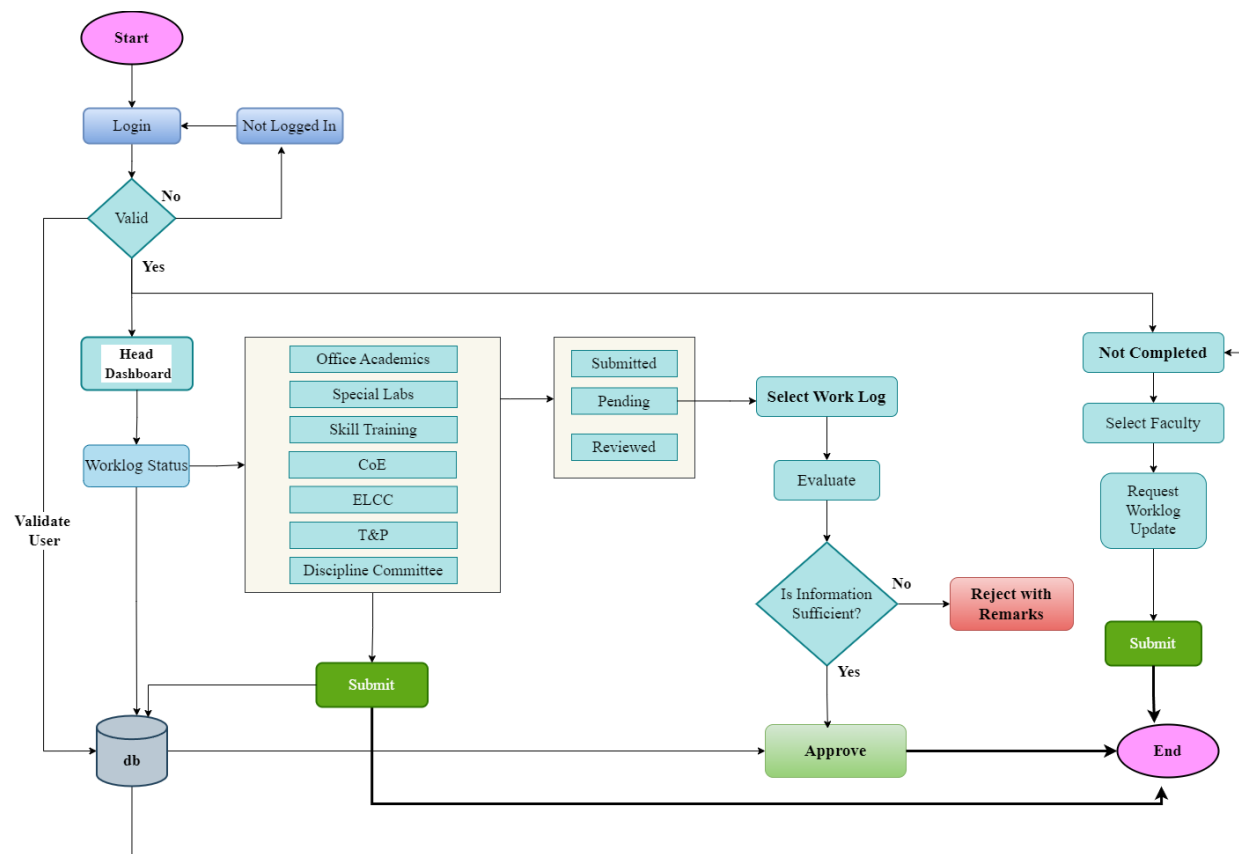 Start
Login
Not Logged In
No
Valid
Yes
Head
Dashboard
Office Academics
Special Labs
Skill Training
CoE
ELCC
T&P
Discipline Committee
Submitted
Pending
Reviewed
Select Work Log
Not Completed
Select Faculty
Worklog Status
Evaluate
Request
Worklog
Update
Validate
User
Is Information
Sufficient?
No
Reject with
Remarks
Yes
Submit
Submit
db
Approve
End